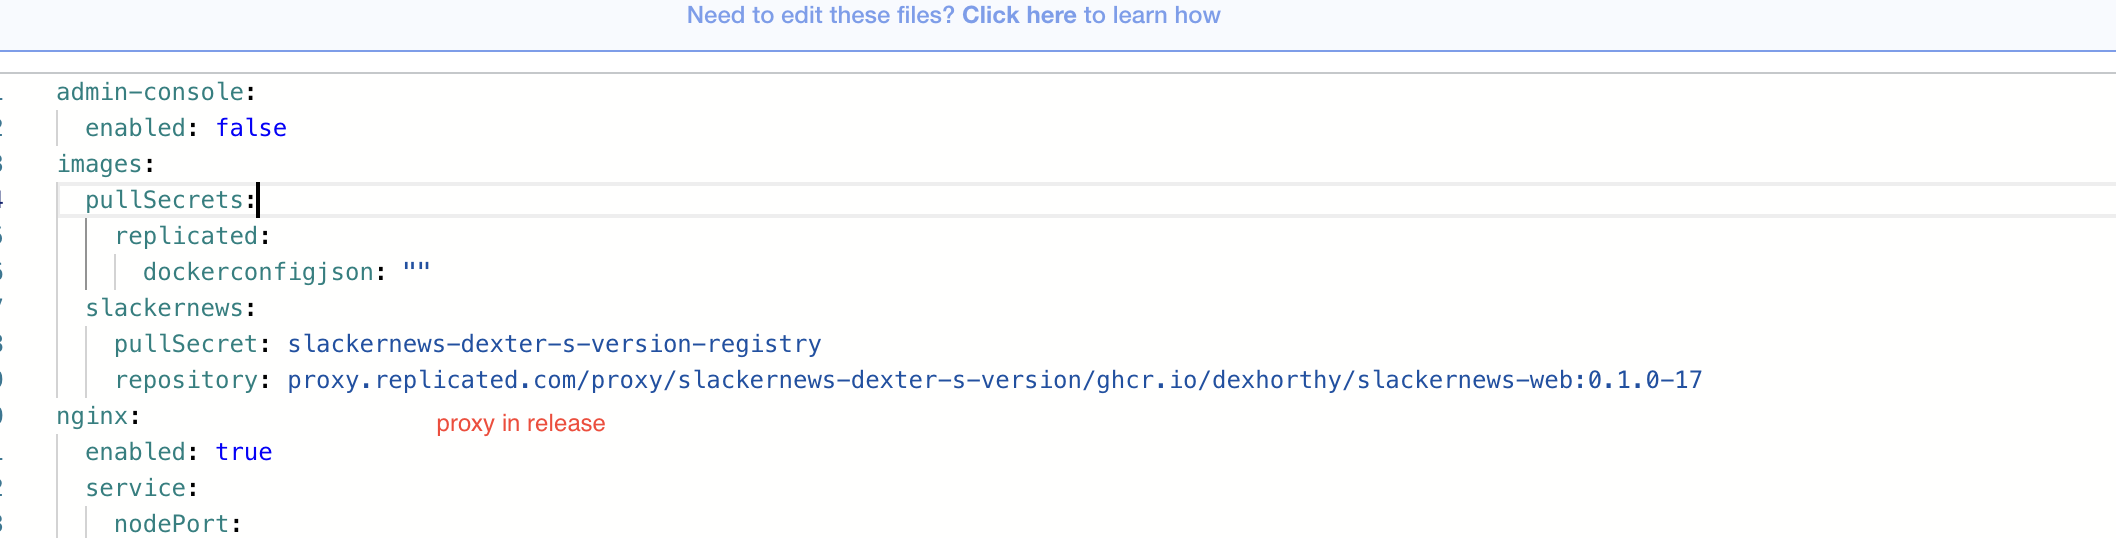 Need to edit these files? Click here to learn how
admin-console:
enabled: false
images:
pullSecrets:
replicated:
dockerconfigjson: ""
slackernews:
pullSecret: slackernews-dexter-s-version-registry
repository: proxy.replicated.com/proxy/slackernews-dexter-s-version/ghcr.io/dexhorthy/slackernews-web:0.1.0-17
nginx:
proxy in release
enabled: true
service:
nodePort: